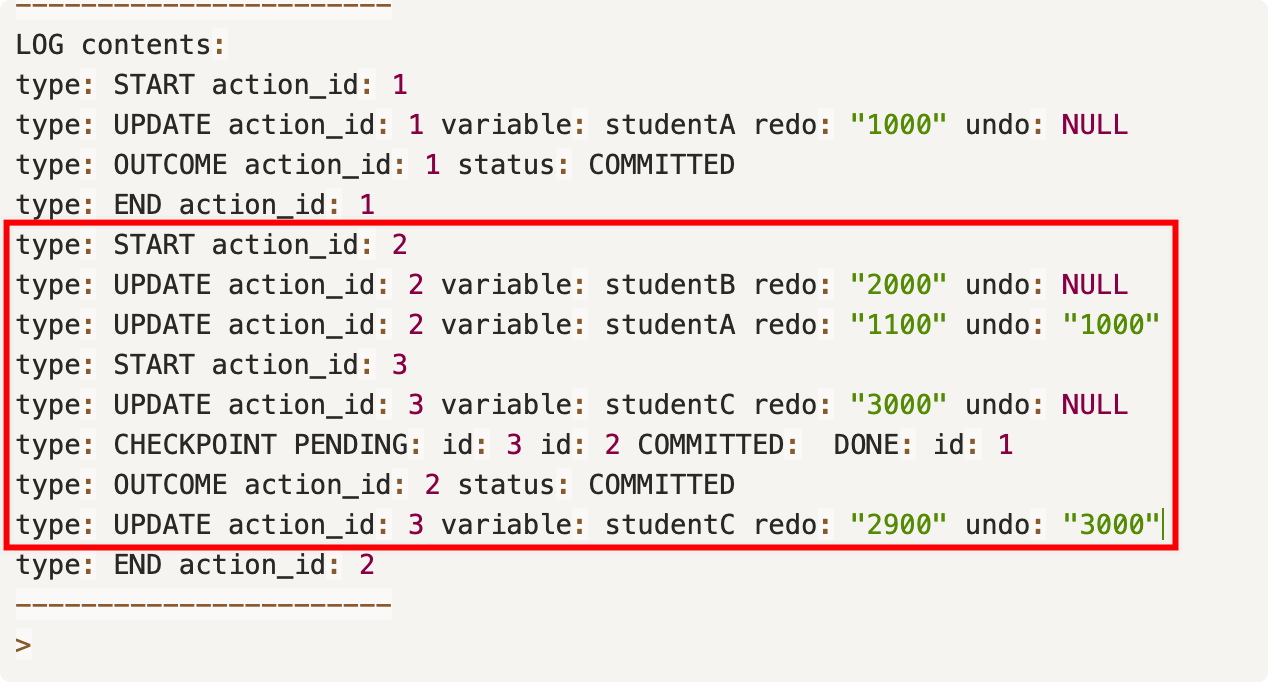 ------------------------
LOG contents:
type: START action_id: 1
type: UPDATE action_id: 1 variable: studentA redo: "1000" undo: NULL
type: OUTCOME action_id: 1 status: COMMITTED
type: END action_id: 1
type: START action_id: 2
type: UPDATE action_id: 2 variable: studentB redo: "2000" undo: NULL
type: UPDATE action_id: 2 variable: studentA redo: "1100" undo: "1000"
type: START action_id: 3
type: UPDATE action_id: 3 variable: studentC redo: "3000" undo: NULL
type: CHECKPOINT PENDING: id: 3 id: 2 COMMITTED:  DONE: id: 1
type: OUTCOME action_id: 2 status: COMMITTED
type: UPDATE action_id: 3 variable: studentC redo: "2900" undo: "3000"
type: END action_id: 2
-----------------------
>